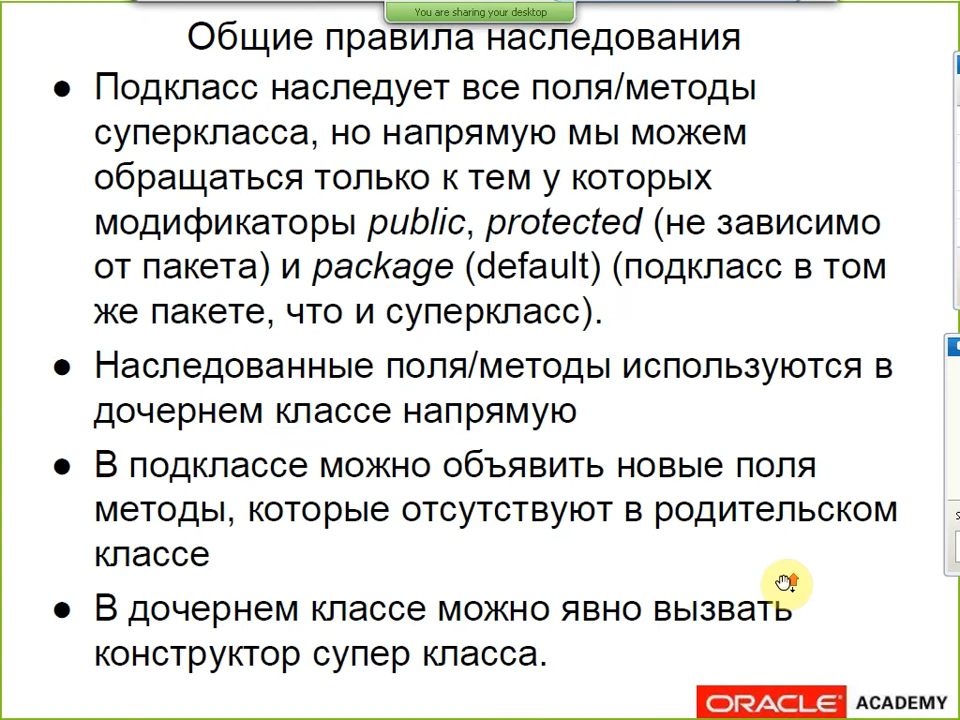 You are sharing your desktop
Общие правила наследования
● Подкласс наследует все поля/методы
суперкласса, но напрямую мы можем
обращаться только к тем у которых
модификаторы public, protected (не зависимо
от пакета) и package (default) (подкласс в том
же пакете, что и суперкласс).
● Наследованные поля/методы используются в
дочернем классе напрямую
● В подклассе можно объявить новые поля
методы, которые отсутствуют в родительском
классе
● В дочернем классе можно явно вызвать
конструктор супер класса.
ORACLE ACADEMY